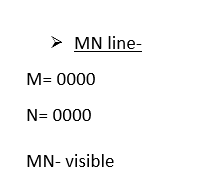 ➢ MN line-
M= 0000
N= 0000
MN- visible